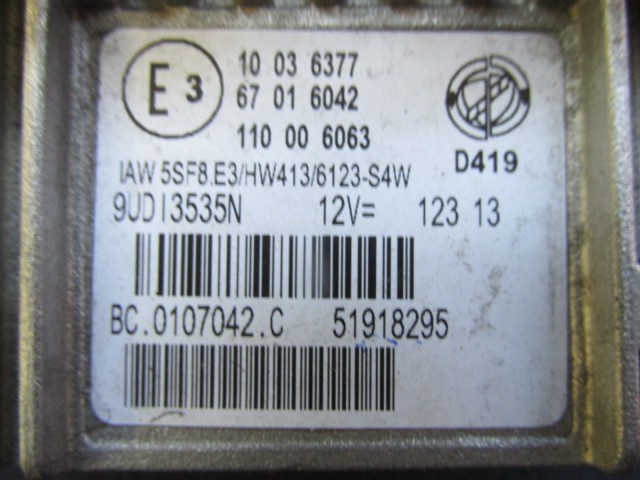 E 3
10 03 6377
67 01 6042
110 00 6063
D419
IAW 5SF8.E3/HW413/6123-S4W
9UDI3535N 12V= 123 13
BC.0107042.C 51918295